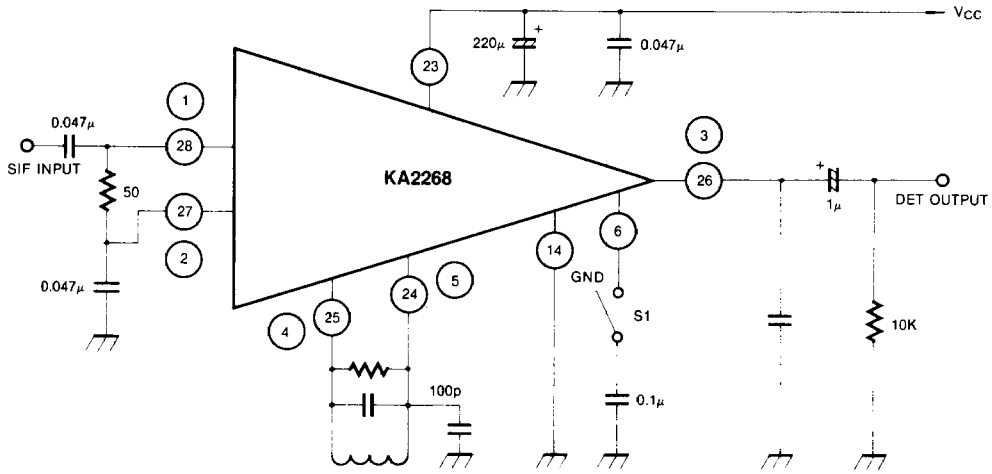 VCC
220μ
+
0.047μ
23
1
0.047μ
28
3
SIF INPUT
KA2268
26
+
1μ
DET OUTPUT
50
27
6
14
2
GND
24
5
0.047μ
25
S1
4
10K
100p
0.1μ